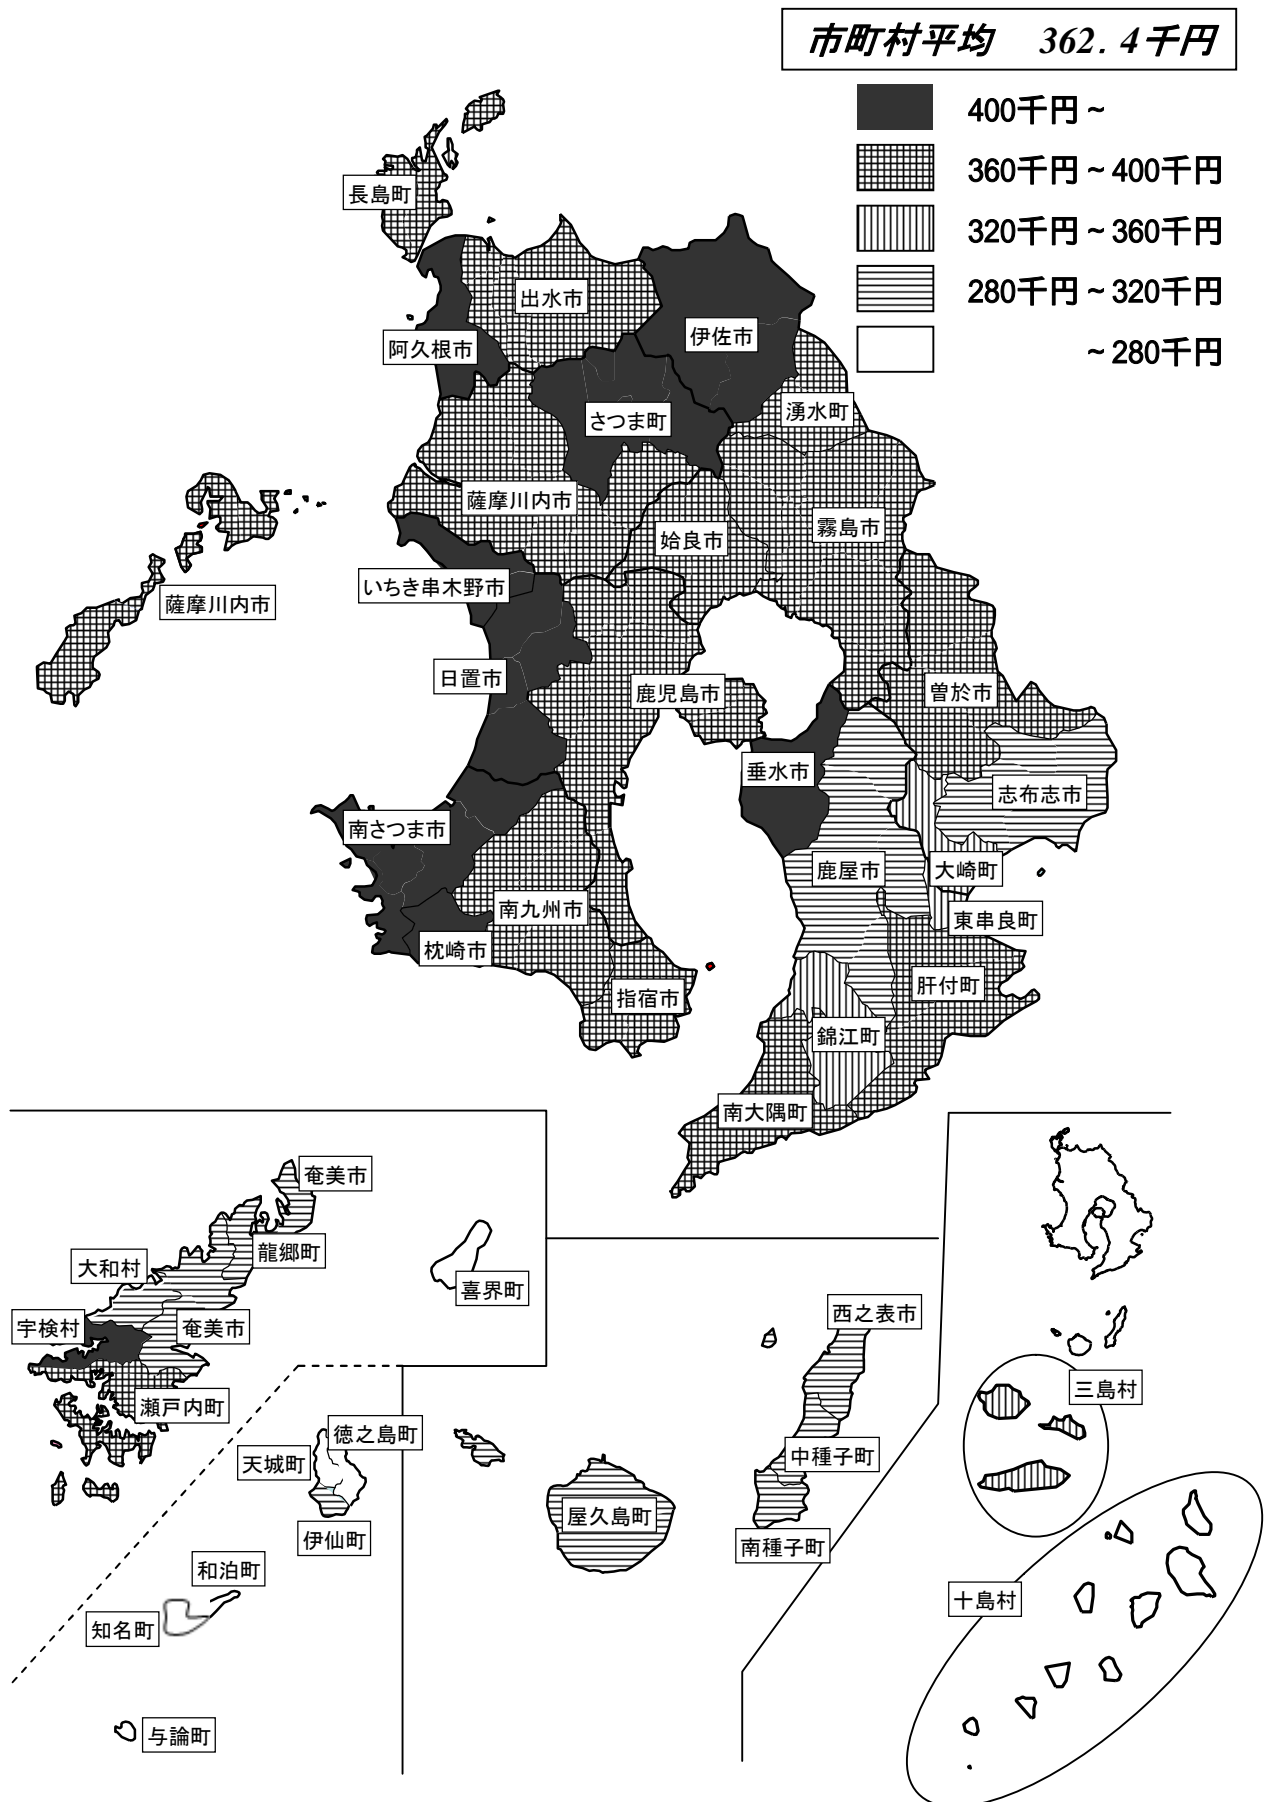 市町村平均 362.4千円
400千円~
360千円~400千円
320千円~360千円
280千円~320千円
~280千円
長島町
出水市
阿久根市
伊佐市
さつま町
湧水町
薩摩川内市
姶良市
霧島市
いちき串木野市
薩摩川内市
日置市
鹿児島市
曽於市
垂水市
志布志市
南さつま市
鹿屋市
大崎町
南九州市
東串良町
枕崎市
肝付町
指宿市
錦江町
南大隅町
奄美市
龍郷町
大和村
喜界町
宇検村
奄美市
西之表市
三島村
瀬戸内町
徳之島町
天城町
中種子町
屋久島町
伊仙町
南種子町
和泊町
十島村
知名町
与論町